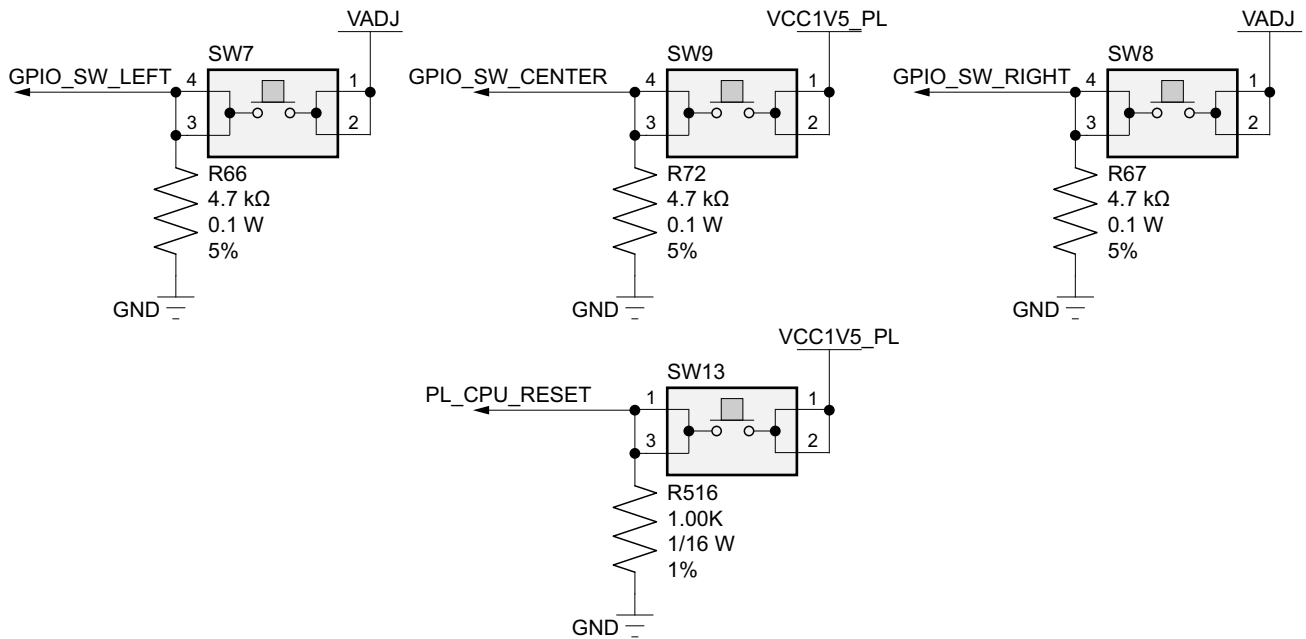 VADJ
SW7
GPIO_SW_LEFT
4
1
3
2
R66
4.7 kΩ
0.1 W
5%
GND
VCC1V5_PL
SW9
GPIO_SW_CENTER
4
1
3
2
R72
4.7 kΩ
0.1 W
5%
GND
VADJ
SW8
GPIO_SW_RIGHT
4
1
3
2
R67
4.7 kΩ
0.1 W
5%
GND
VCC1V5_PL
SW13
PL_CPU_RESET
1
1
3
2
R516
1.00K
1/16 W
1%
GND